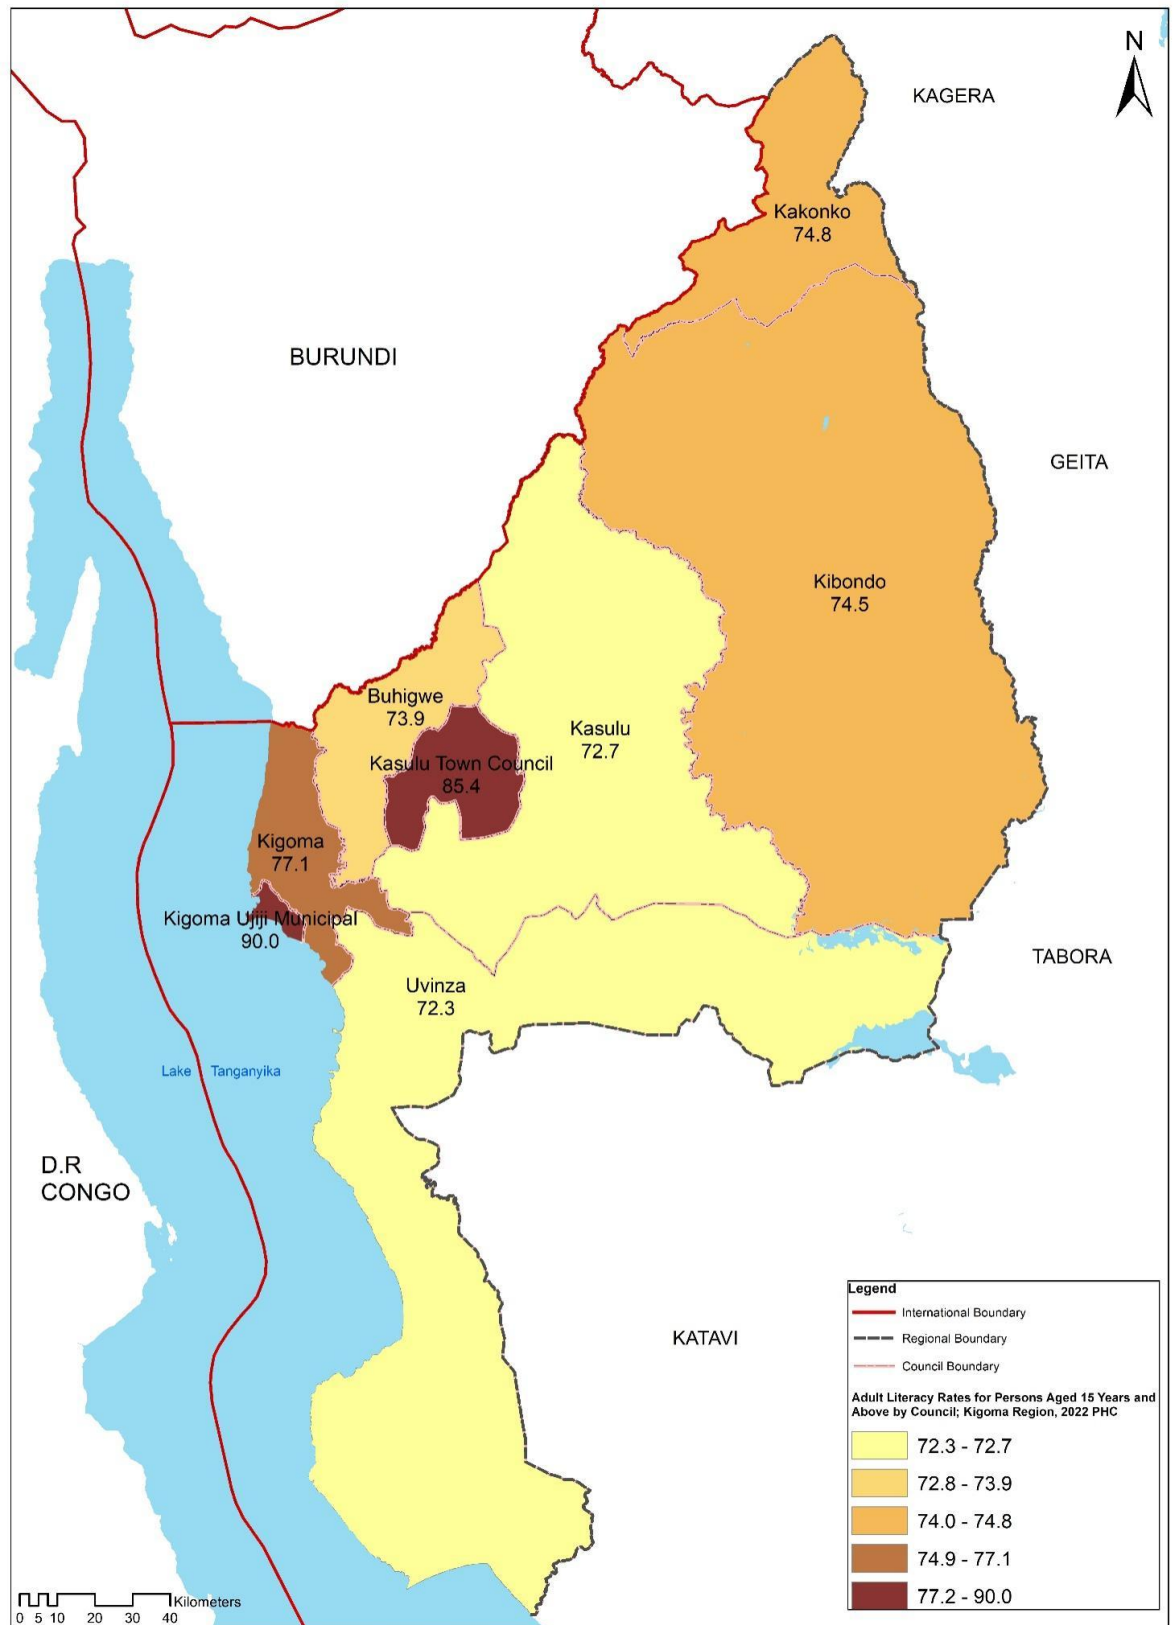 N
KAGERA
Kakonko
74.8
BURUNDI
GEITA
Kibondo
74.5
Buhigwe
73.9
Kasulu
72.7
Kasulu Town Council
85.4
Kigoma
77.1
Kigoma Ujiji Municipal
90.0
TABORA
Uvinza
72.3
Lake Tanganyika
D.R
CONGO
KATAVI
Legend
International Boundary
Regional Boundary
Council Boundary
Adult Literacy Rates for Persons Aged 15 Years and
Above by Council; Kigoma Region, 2022 PHC
72.3 - 72.7
72.8 - 73.9
74.0 - 74.8
74.9 - 77.1
77.2 - 90.0
Kilometers
0 5 10 20 30 40